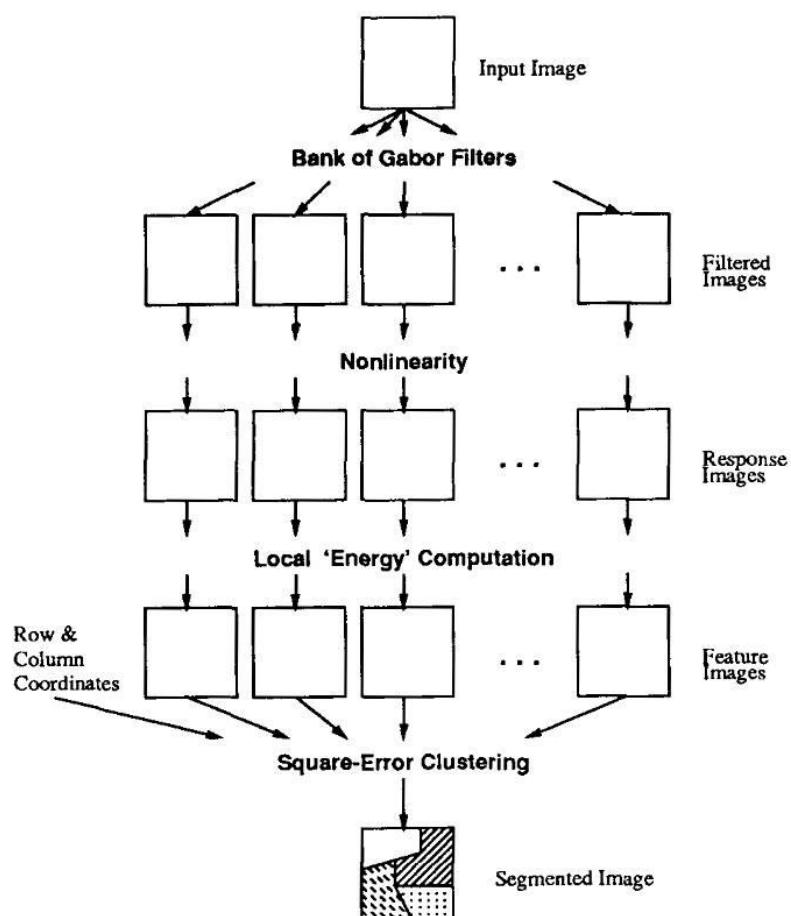 Input Image
Bank of Gabor Filters
. . .
Filtered
Images
Nonlinearity
. . .
Response
Images
Local 'Energy' Computation
Row &
Column
Coordinates
. . .
Feature
Images
Square-Error Clustering
Segmented Image